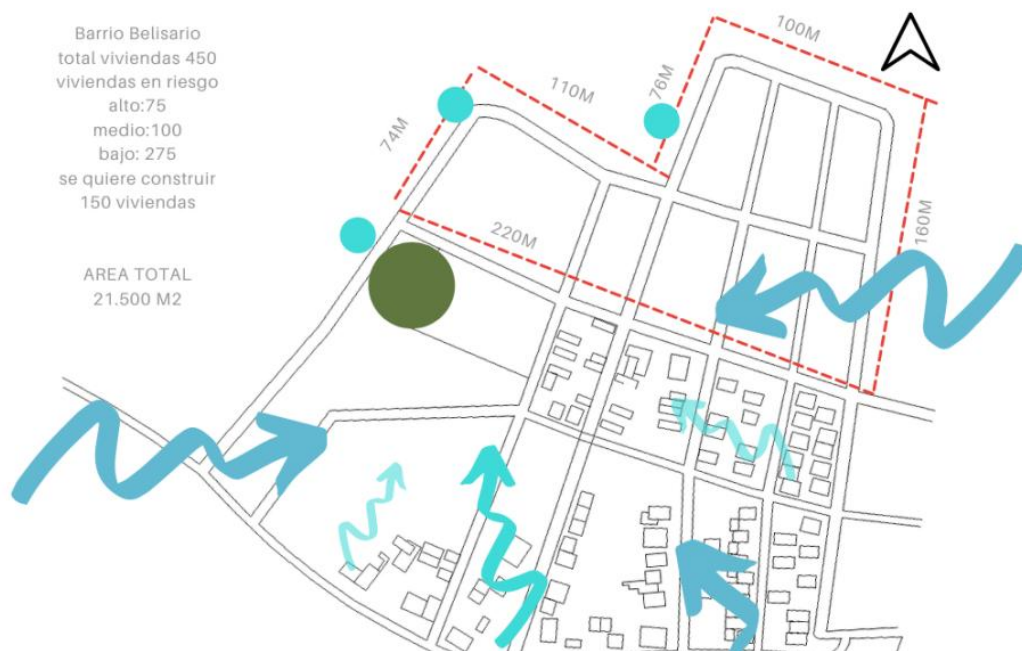 Barrio Belisario
total viviendas 450
viviendas en riesgo
alto:75
medio:100
bajo: 275
se quiere construir
150 viviendas
AREA TOTAL
21.500 M2
100M
76M
110M
74M
160M
220M